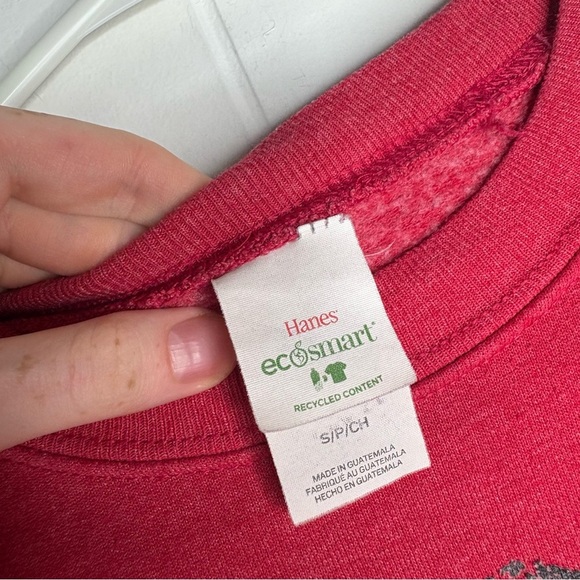 Hanes
ecosmart®
RECYCLED CONTENT
S/P/CH
MADE IN GUATEMALA
FABRIQUÉ AU GUATEMALA
HECHO EN GUATEMALA